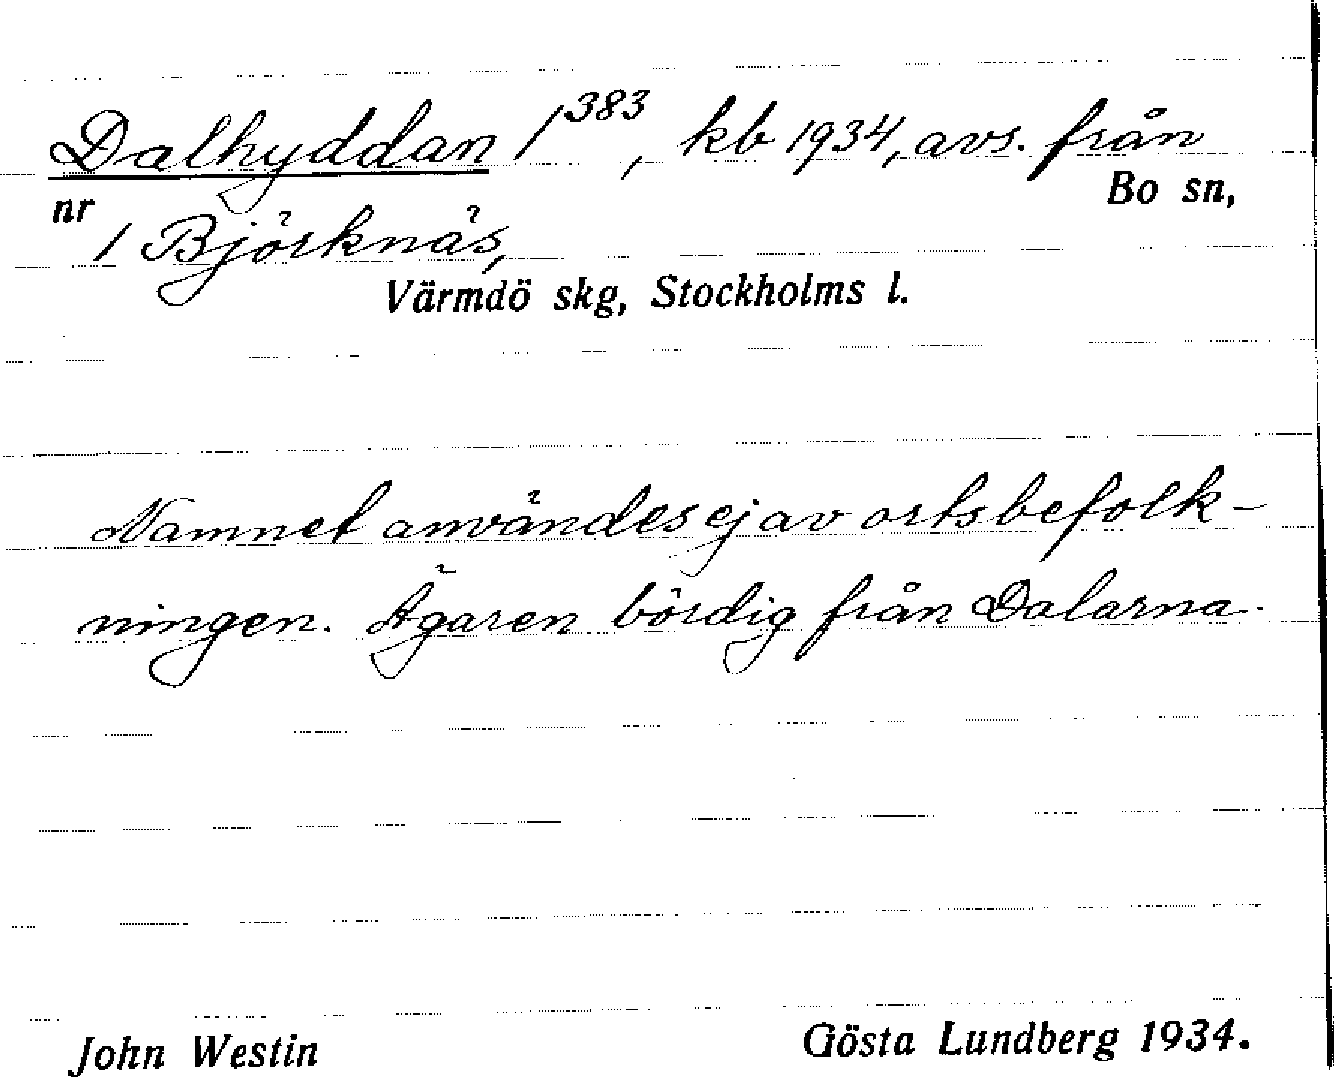 Dalhyddan 1³⁸³, kb 1934, avs. från
Bo sn,
nr 1 Björknäs,
Värmdö skg, Stockholms l.
Namnet användes ej av ortsbefolk-
ningen. Ägaren bördig från Dalarna.
John Westin Gösta Lundberg 1934.